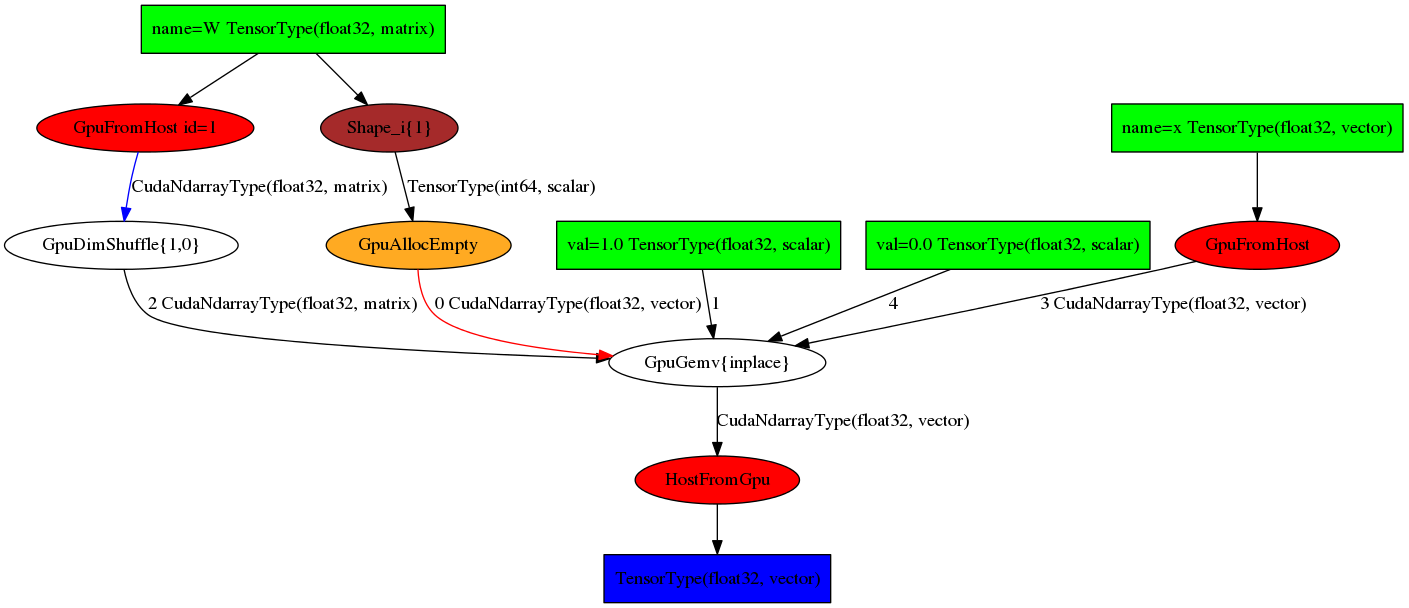 name=W TensorType(float32, matrix)
GpuFromHost id=1
Shape_i{1}
name=x TensorType(float32, vector)
CudaNdarrayType(float32, matrix)
TensorType(int64, scalar)
GpuDimShuffle{1,0}
GpuAllocEmpty
val=1.0 TensorType(float32, scalar)
val=0.0 TensorType(float32, scalar)
GpuFromHost
2 CudaNdarrayType(float32, matrix)
0 CudaNdarrayType(float32, vector)
1
4
3 CudaNdarrayType(float32, vector)
GpuGemv{inplace}
CudaNdarrayType(float32, vector)
HostFromGpu
TensorType(float32, vector)